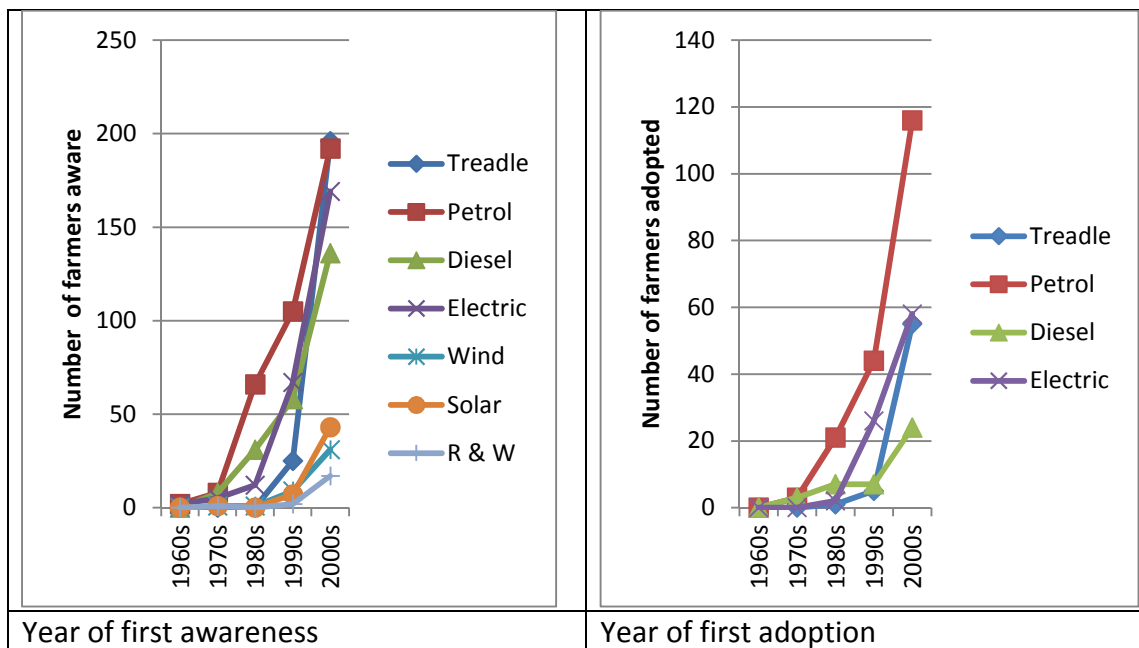 250
200
150
100
50
0
Number of farmers aware
1960s
1970s
1980s
1990s
2000s
Treadle
Petrol
Diesel
Electric
Wind
Solar
R & W
Year of first awareness
140
120
100
80
60
40
20
0
Number of farmers adopted
1960s
1970s
1980s
1990s
2000s
Treadle
Petrol
Diesel
Electric
Year of first adoption